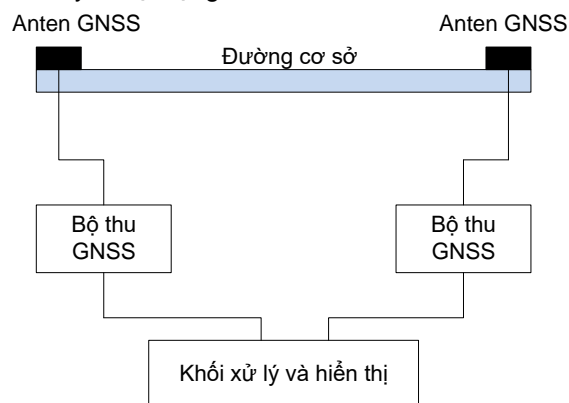 Anten GNSS Anten GNSS
Đường cơ sở
Bộ thu Bộ thu
GNSS GNSS
Khối xử lý và hiển thị